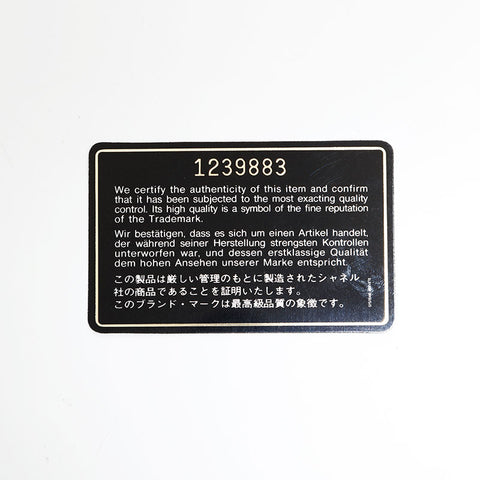 1239883
We certify the authenticity of this item and confirm
that it has been subjected to the most exacting quality
control. Its high quality is a symbol of the fine reputation
of the Trademark.
Wir bestätigen, dass es sich um einen Artikel handelt,
der während seiner Herstellung strengsten Kontrollen
unterworfen war, und dessen erstklassige Qualität
dem hohen Ansehen unserer Marke entspricht.
この製品は厳しい管理のもとに製造されたシャネル
社の商品であることを証明いたします。
このブランド・マークは最高級品質の象徴です。